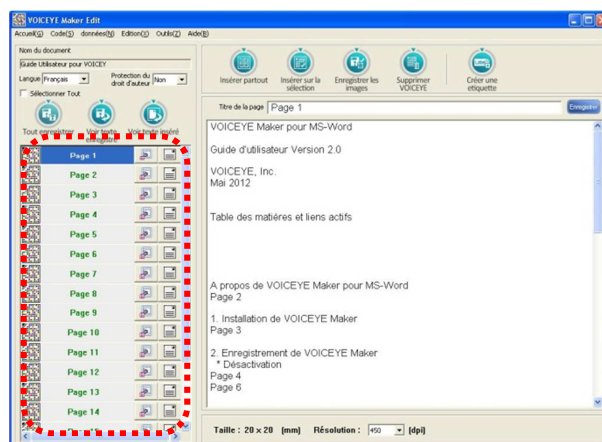 VOICEYE Maker Edit
Accueil(G) Code(S) données(N) Edition(X) Outils(Z) Aide(B)
Nom du document
Guide Utilisateur pour VOICEY
Langue Français
Protection du droit d'auteur Non
Sélectionner Tout
Tout enregistrer
Voir texte enregistré
Voir texte inséré
Page 1
Page 2
Page 3
Page 4
Page 5
Page 6
Page 7
Page 8
Page 9
Page 10
Page 11
Page 12
Page 13
Page 14
Insérer partout
Insérer sur la sélection
Enregistrer les images
Supprimer VOICEYE
Créer une etiquette
Titre de la page Page 1
Enregistrer
VOICEYE Maker pour MS-Word
Guide d'utilisateur Version 2.0
VOICEYE, Inc.
Mai 2012
Table des matières et liens actifs
A propos de VOICEYE Maker pour MS-Word
Page 2
1. Installation de VOICEYE Maker
Page 3
2. Enregistrement de VOICEYE Maker
* Désactivation
Page 4
Page 6
Taille : 20 x 20 (mm) Résolution : 450 (dpi)